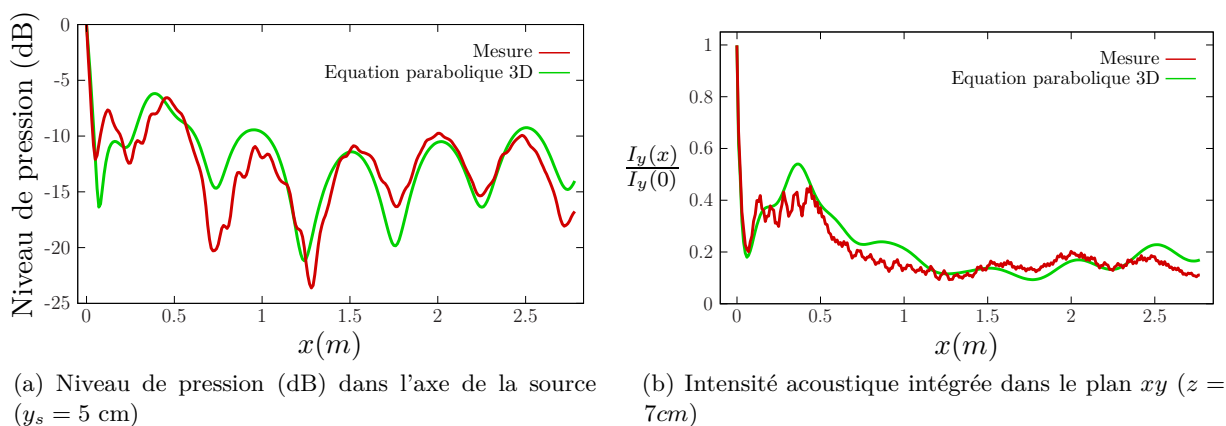 Niveau de pression (dB)
0
-5
-10
-15
-20
-25
Mesure
Equation parabolique 3D
0
0.5
1
1.5
2
2.5
x(m)
(a) Niveau de pression (dB) dans l'axe de la source
(y_s = 5 cm)
I_y(x)
I_y(0)
1
0.8
0.6
0.4
0.2
0
Mesure
Equation parabolique 3D
0
0.5
1
1.5
2
2.5
x(m)
(b) Intensité acoustique intégrée dans le plan xy (z =
7cm)